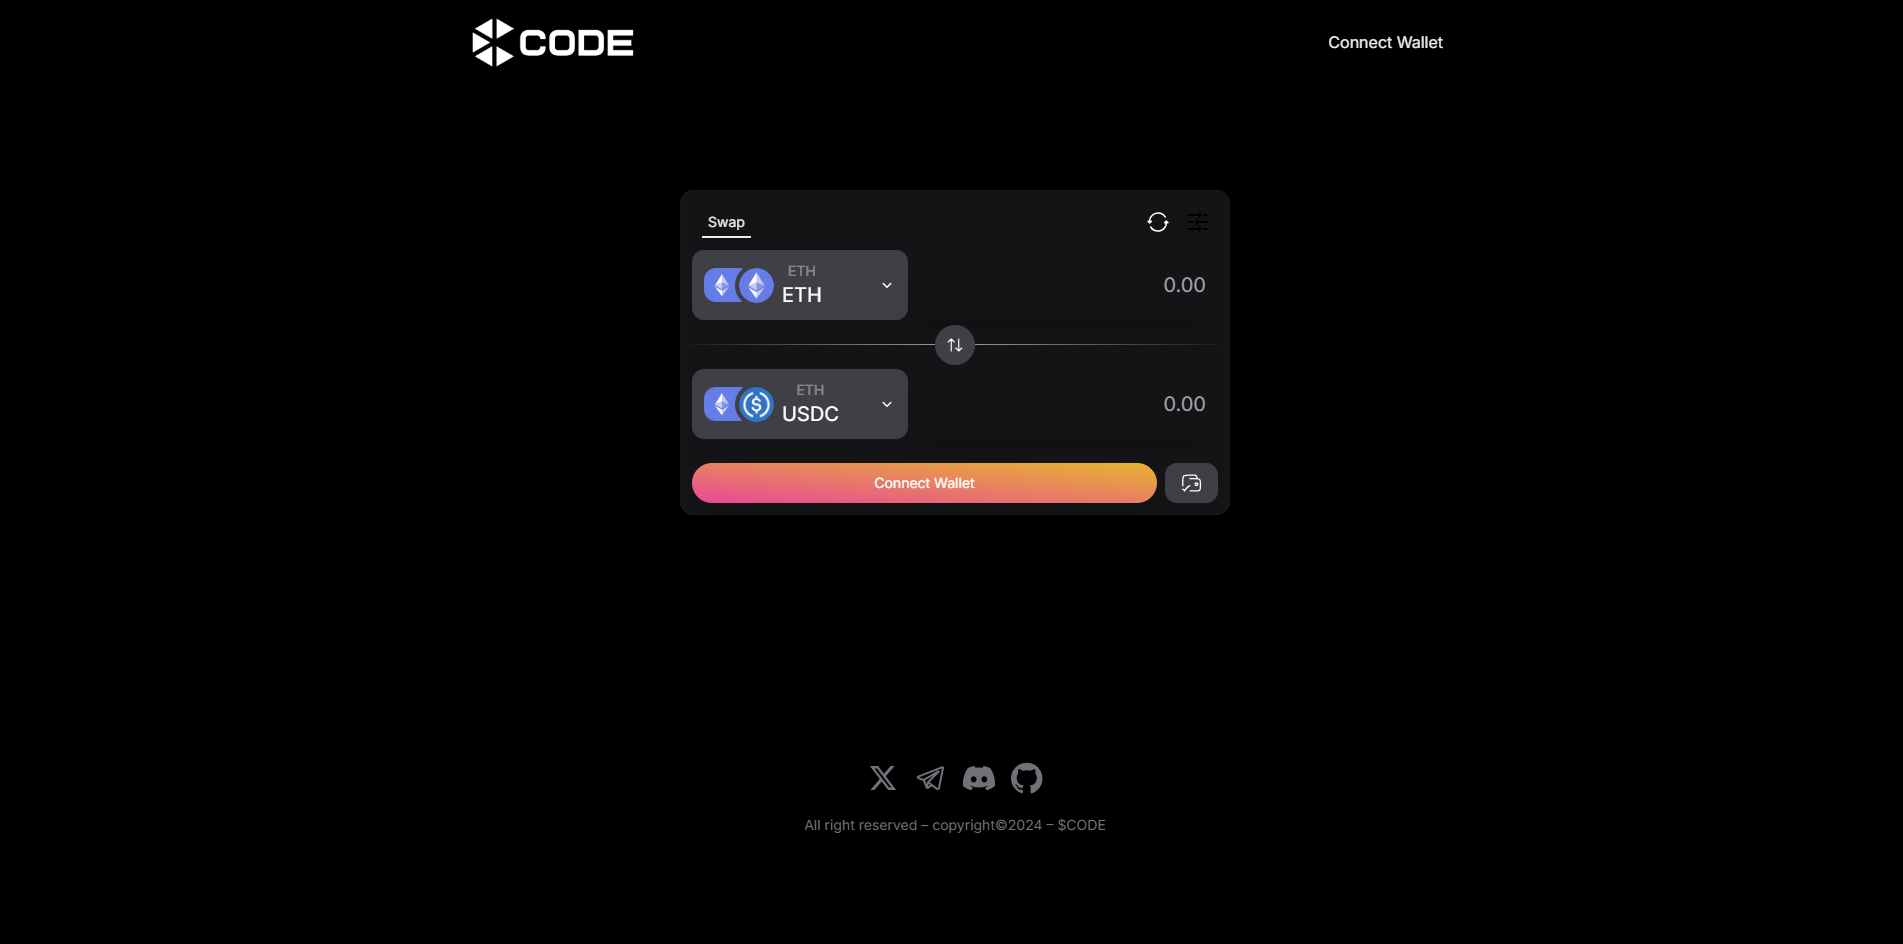 CODE
Connect Wallet
Swap
ETH
ETH
0.00
ETH
USDC
0.00
Connect Wallet
All right reserved – copyright©2024 – $CODE